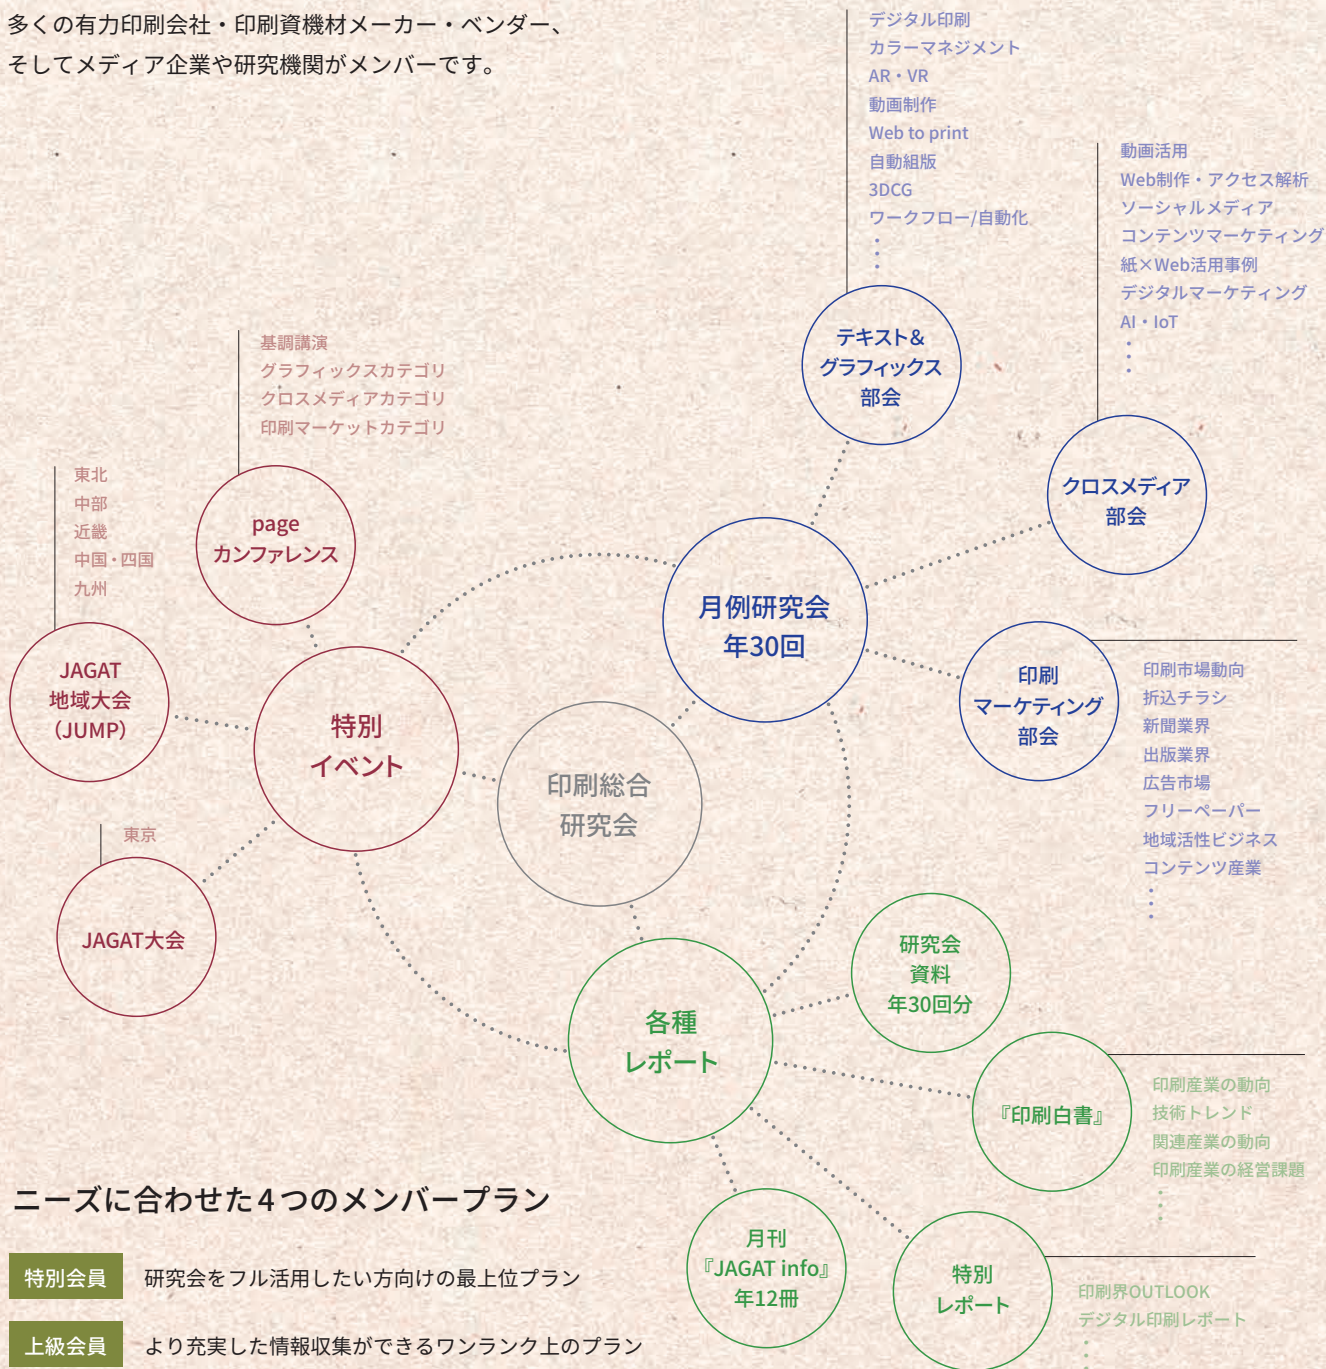 多くの有力印刷会社・印刷資機材メーカー・ベンダー、
そしてメディア企業や研究機関がメンバーです。
デジタル印刷
カラーマネジメント
AR・VR
動画制作
Web to print
自動組版
3DCG
ワークフロー/自動化
テキスト&
グラフィックス
部会
動画活用
Web制作・アクセス解析
ソーシャルメディア
コンテンツマーケティング
紙×Web活用事例
デジタルマーケティング
AI・IoT
クロスメディア
部会
基調講演
グラフィックスカテゴリ
クロスメディアカテゴリ
印刷マーケットカテゴリ
page
カンファレンス
東北
中部
近畿
中国・四国
九州
JAGAT
地域大会
（JUMP）
月例研究会
年30回
印刷
マーケティング
部会
印刷市場動向
折込チラシ
新聞業界
出版業界
広告市場
フリーペーパー
地域活性ビジネス
コンテンツ産業
特別
イベント
印刷総合
研究会
東京
JAGAT大会
各種
レポート
研究会
資料
年30回分
『印刷白書』
印刷産業の動向
技術トレンド
関連産業の動向
印刷産業の経営課題
月刊
『JAGAT info』
年12冊
特別
レポート
印刷界OUTLOOK
デジタル印刷レポート
ニーズに合わせた4つのメンバープラン
特別会員 研究会をフル活用したい方向けの最上位プラン
上級会員 より充実した情報収集ができるワンランク上のプラン